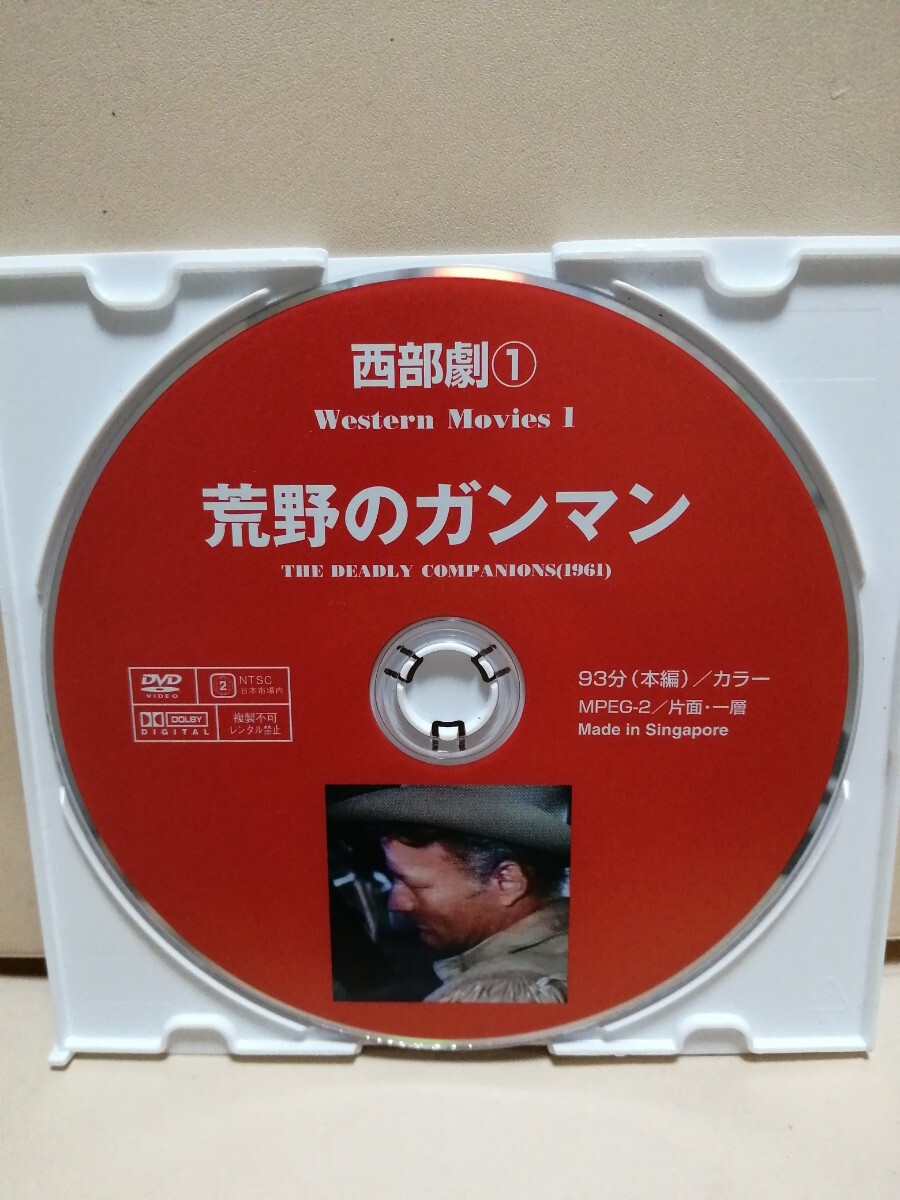 西部劇①
Western Movies 1
荒野のガンマン
THE DEADLY COMPANIONS(1961)
DVD
VIDEO
2
NTSC
日本市場内
DOLBY
DIGITAL
複製不可
レンタル禁止
93分(本編)/カラー
MPEG-2/片面・一層
Made in Singapore